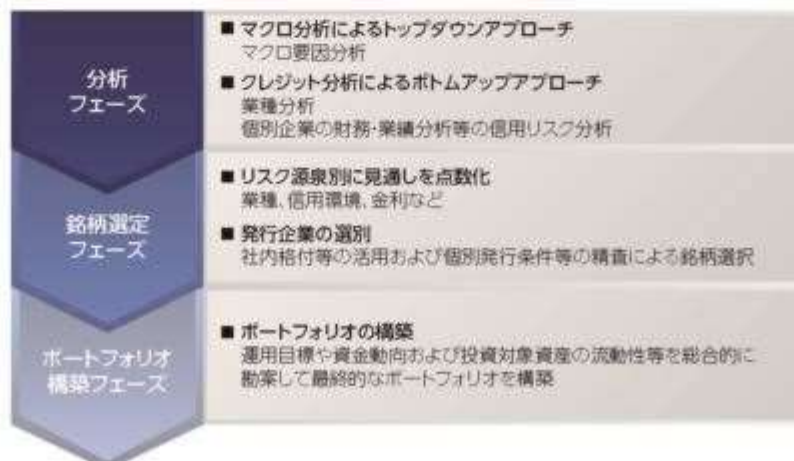 分析
フェーズ
■ マクロ分析によるトップダウンアプローチ
マクロ要因分析
■ クレジット分析によるボトムアップアプローチ
業種分析
個別企業の財務・業績分析等の信用リスク分析
銘柄選定
フェーズ
■ リスク源泉別に見通しを点数化
業種、信用環境、金利など
■ 発行企業の選別
社内格付等の活用および個別発行条件等の精査による銘柄選択
ポートフォリオ
構築フェーズ
■ ポートフォリオの構築
運用目標や資金動向および投資対象資産の流動性等を総合的に
勘案して最終的なポートフォリオを構築